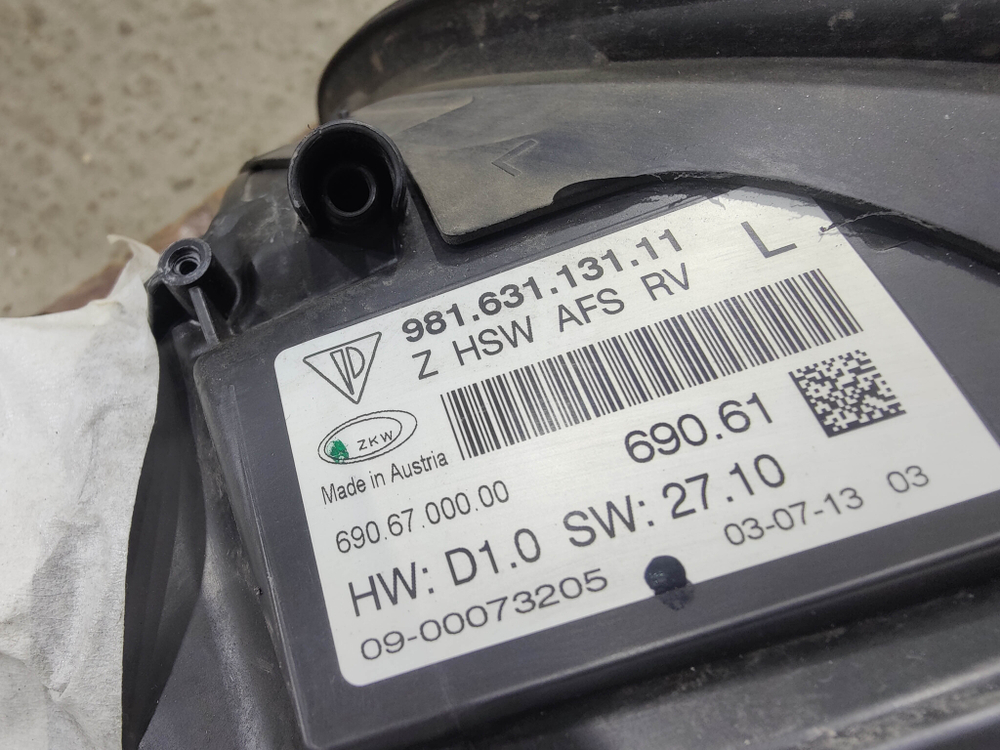 981.631.131.11 L
Z HSW AFS RV
ZKW
690.61
Made in Austria
690.67.000.00
HW: D1.0 SW: 27.10
09-00073205
03-07-13 03